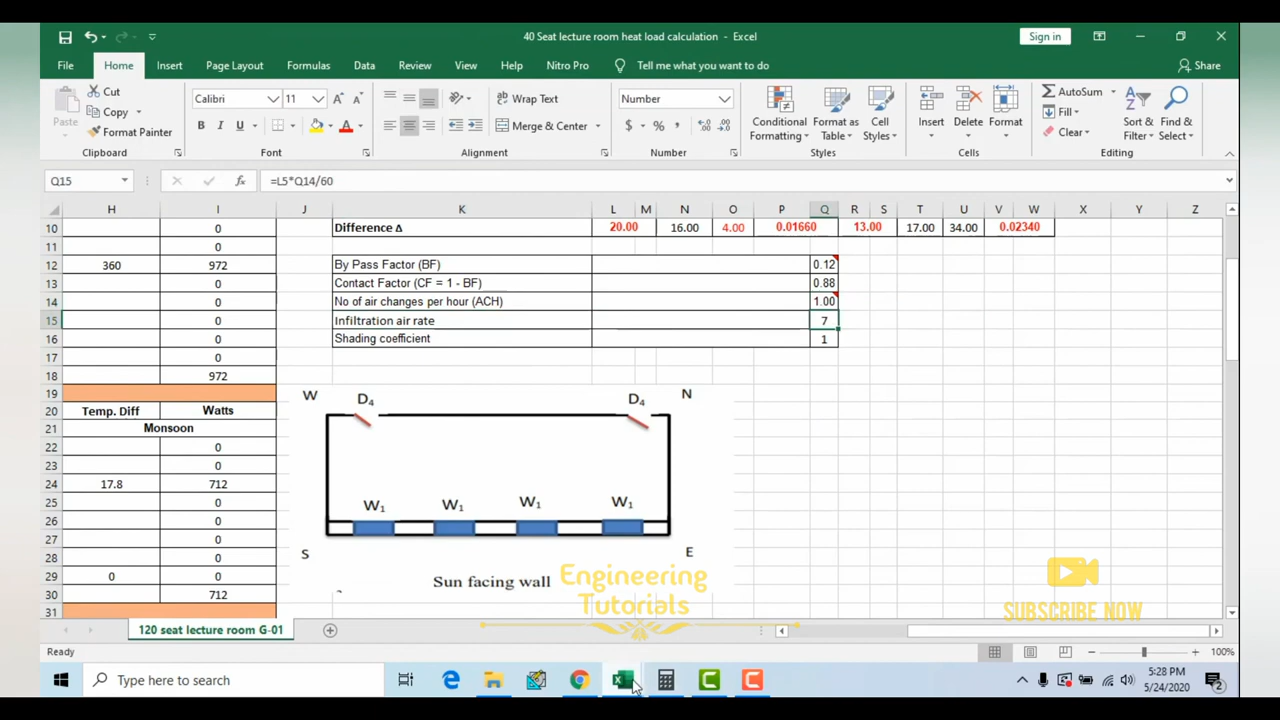 40 Seat lecture room heat load calculation - Excel
Sign in
File Home Insert Page Layout Formulas Data Review View Help Nitro Pro Tell me what you want to do Share
Paste
Cut
Copy
Format Painter
Clipboard
Calibri 11
Font
Wrap Text
Merge & Center
Alignment
Number
Number
Conditional Formatting
Format as Table
Cell Styles
Styles
Insert
Delete
Format
Cells
AutoSum
Fill
Clear
Sort & Filter
Find & Select
Editing
Q15 =L5*Q14/60
H I J K L M N O P Q R S T U V W X Y Z
10 0 Difference Δ 20.00 16.00 4.00 0.01660 13.00 17.00 34.00 0.02340
11 0
12 360 972 By Pass Factor (BF) 0.12
13 0 Contact Factor (CF = 1 - BF) 0.88
14 0 No of air changes per hour (ACH) 1.00
15 0 Infiltration air rate 7
16 0 Shading coefficient 1
17 0
18 972
19
20 Temp. Diff Watts
21 Monsoon
22 0
23 0
24 17.8 712
25 0
26 0
27 0
28 0
29 0 0
30 712
31
W D4 D4 N
W1 W1 W1 W1
S E
Sun facing wall
Engineering
Tutorials
SUBSCRIBE NOW
120 seat lecture room G-01
Ready 100%
Type here to search
5:28 PM
5/24/2020
2